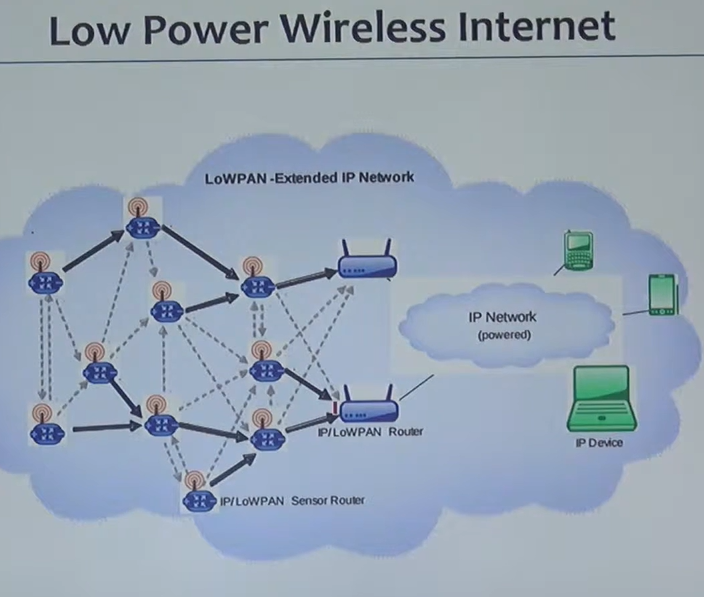 Low Power Wireless Internet
LoWPAN -Extended IP Network
IP Network
(powered)
IP/LoWPAN Router
IP Device
IP/LoWPAN Sensor Router